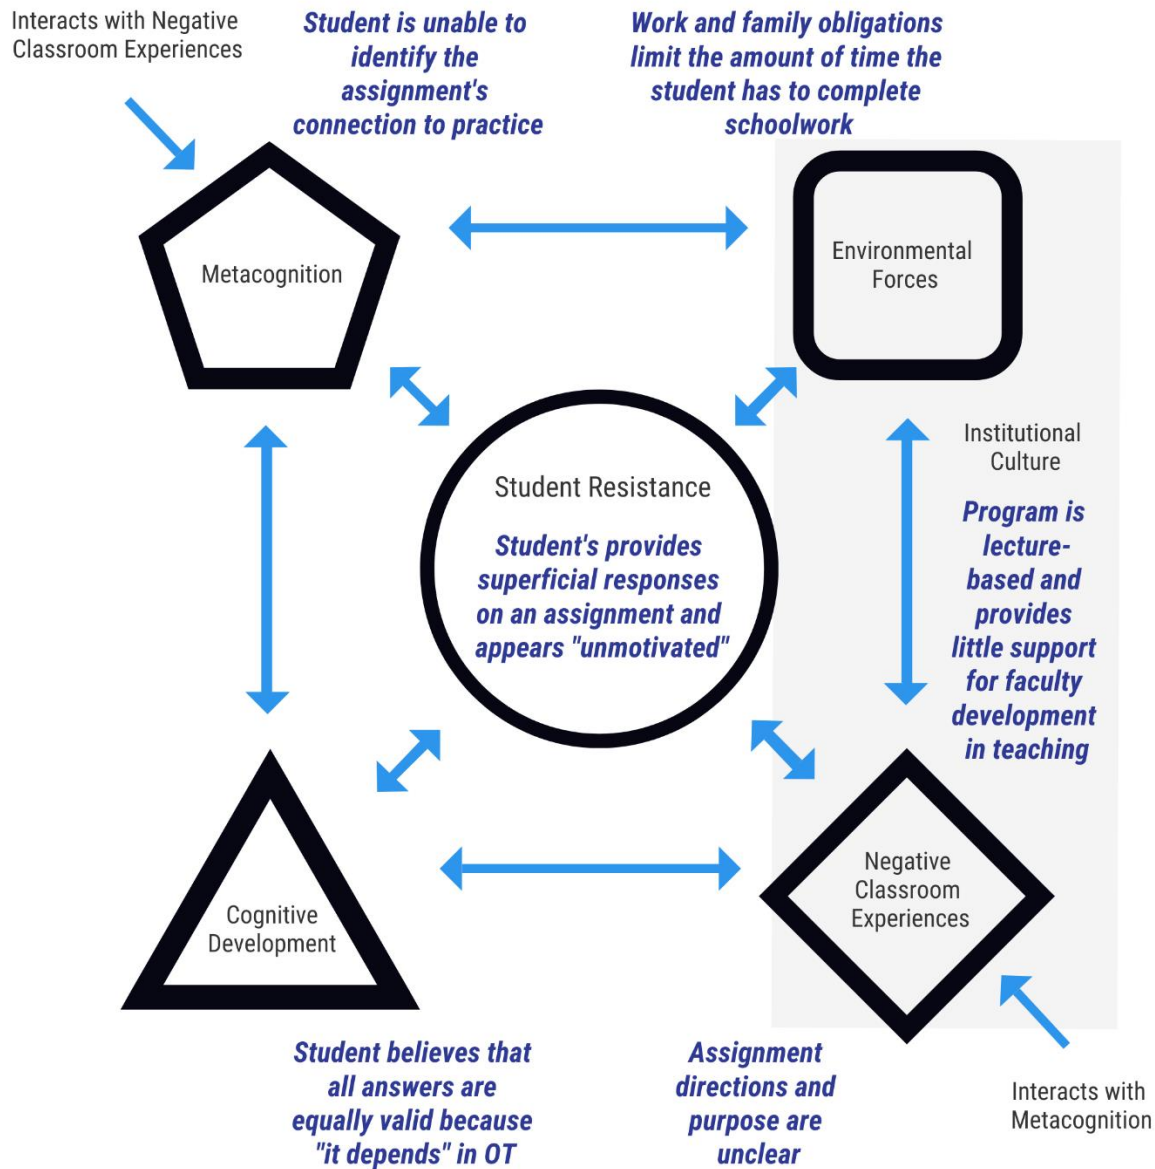 Interacts with Negative
Classroom Experiences
Student is unable to
identify the
assignment's
connection to practice
Work and family obligations
limit the amount of time the
student has to complete
schoolwork
Metacognition
Environmental
Forces
Student Resistance
Student's provides
superficial responses
on an assignment and
appears "unmotivated"
Institutional
Culture
Program is
lecture-
based and
provides
little support
for faculty
development
in teaching
Cognitive
Development
Negative
Classroom
Experiences
Student believes that
all answers are
equally valid because
"it depends" in OT
Assignment
directions and
purpose are
unclear
Interacts with
Metacognition